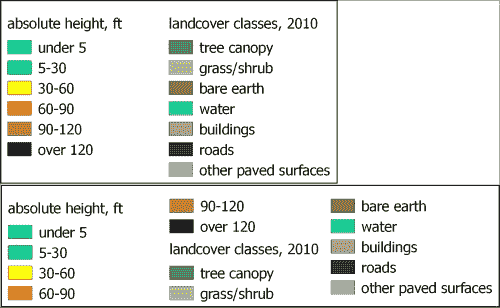 absolute height, ft
under 5
5-30
30-60
60-90
90-120
over 120
landcover classes, 2010
tree canopy
grass/shrub
bare earth
water
buildings
roads
other paved surfaces
absolute height, ft
under 5
5-30
30-60
60-90
90-120
over 120
landcover classes, 2010
tree canopy
grass/shrub
bare earth
water
buildings
roads
other paved surfaces